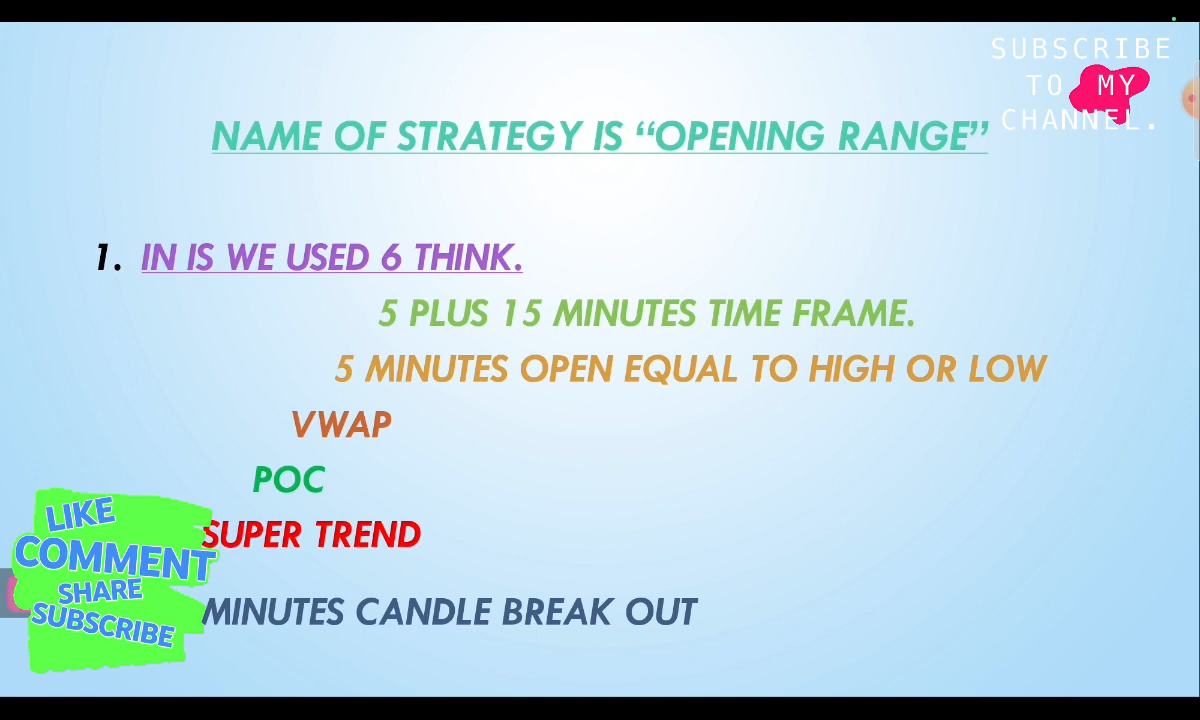 SUBSCRIBE
TO MY
CHANNEL.
NAME OF STRATEGY IS “OPENING RANGE”
1. IN IS WE USED 6 THINK.
5 PLUS 15 MINUTES TIME FRAME.
5 MINUTES OPEN EQUAL TO HIGH OR LOW
VWAP
POC
SUPER TREND
MINUTES CANDLE BREAK OUT
LIKE
COMMENT
SHARE
SUBSCRIBE